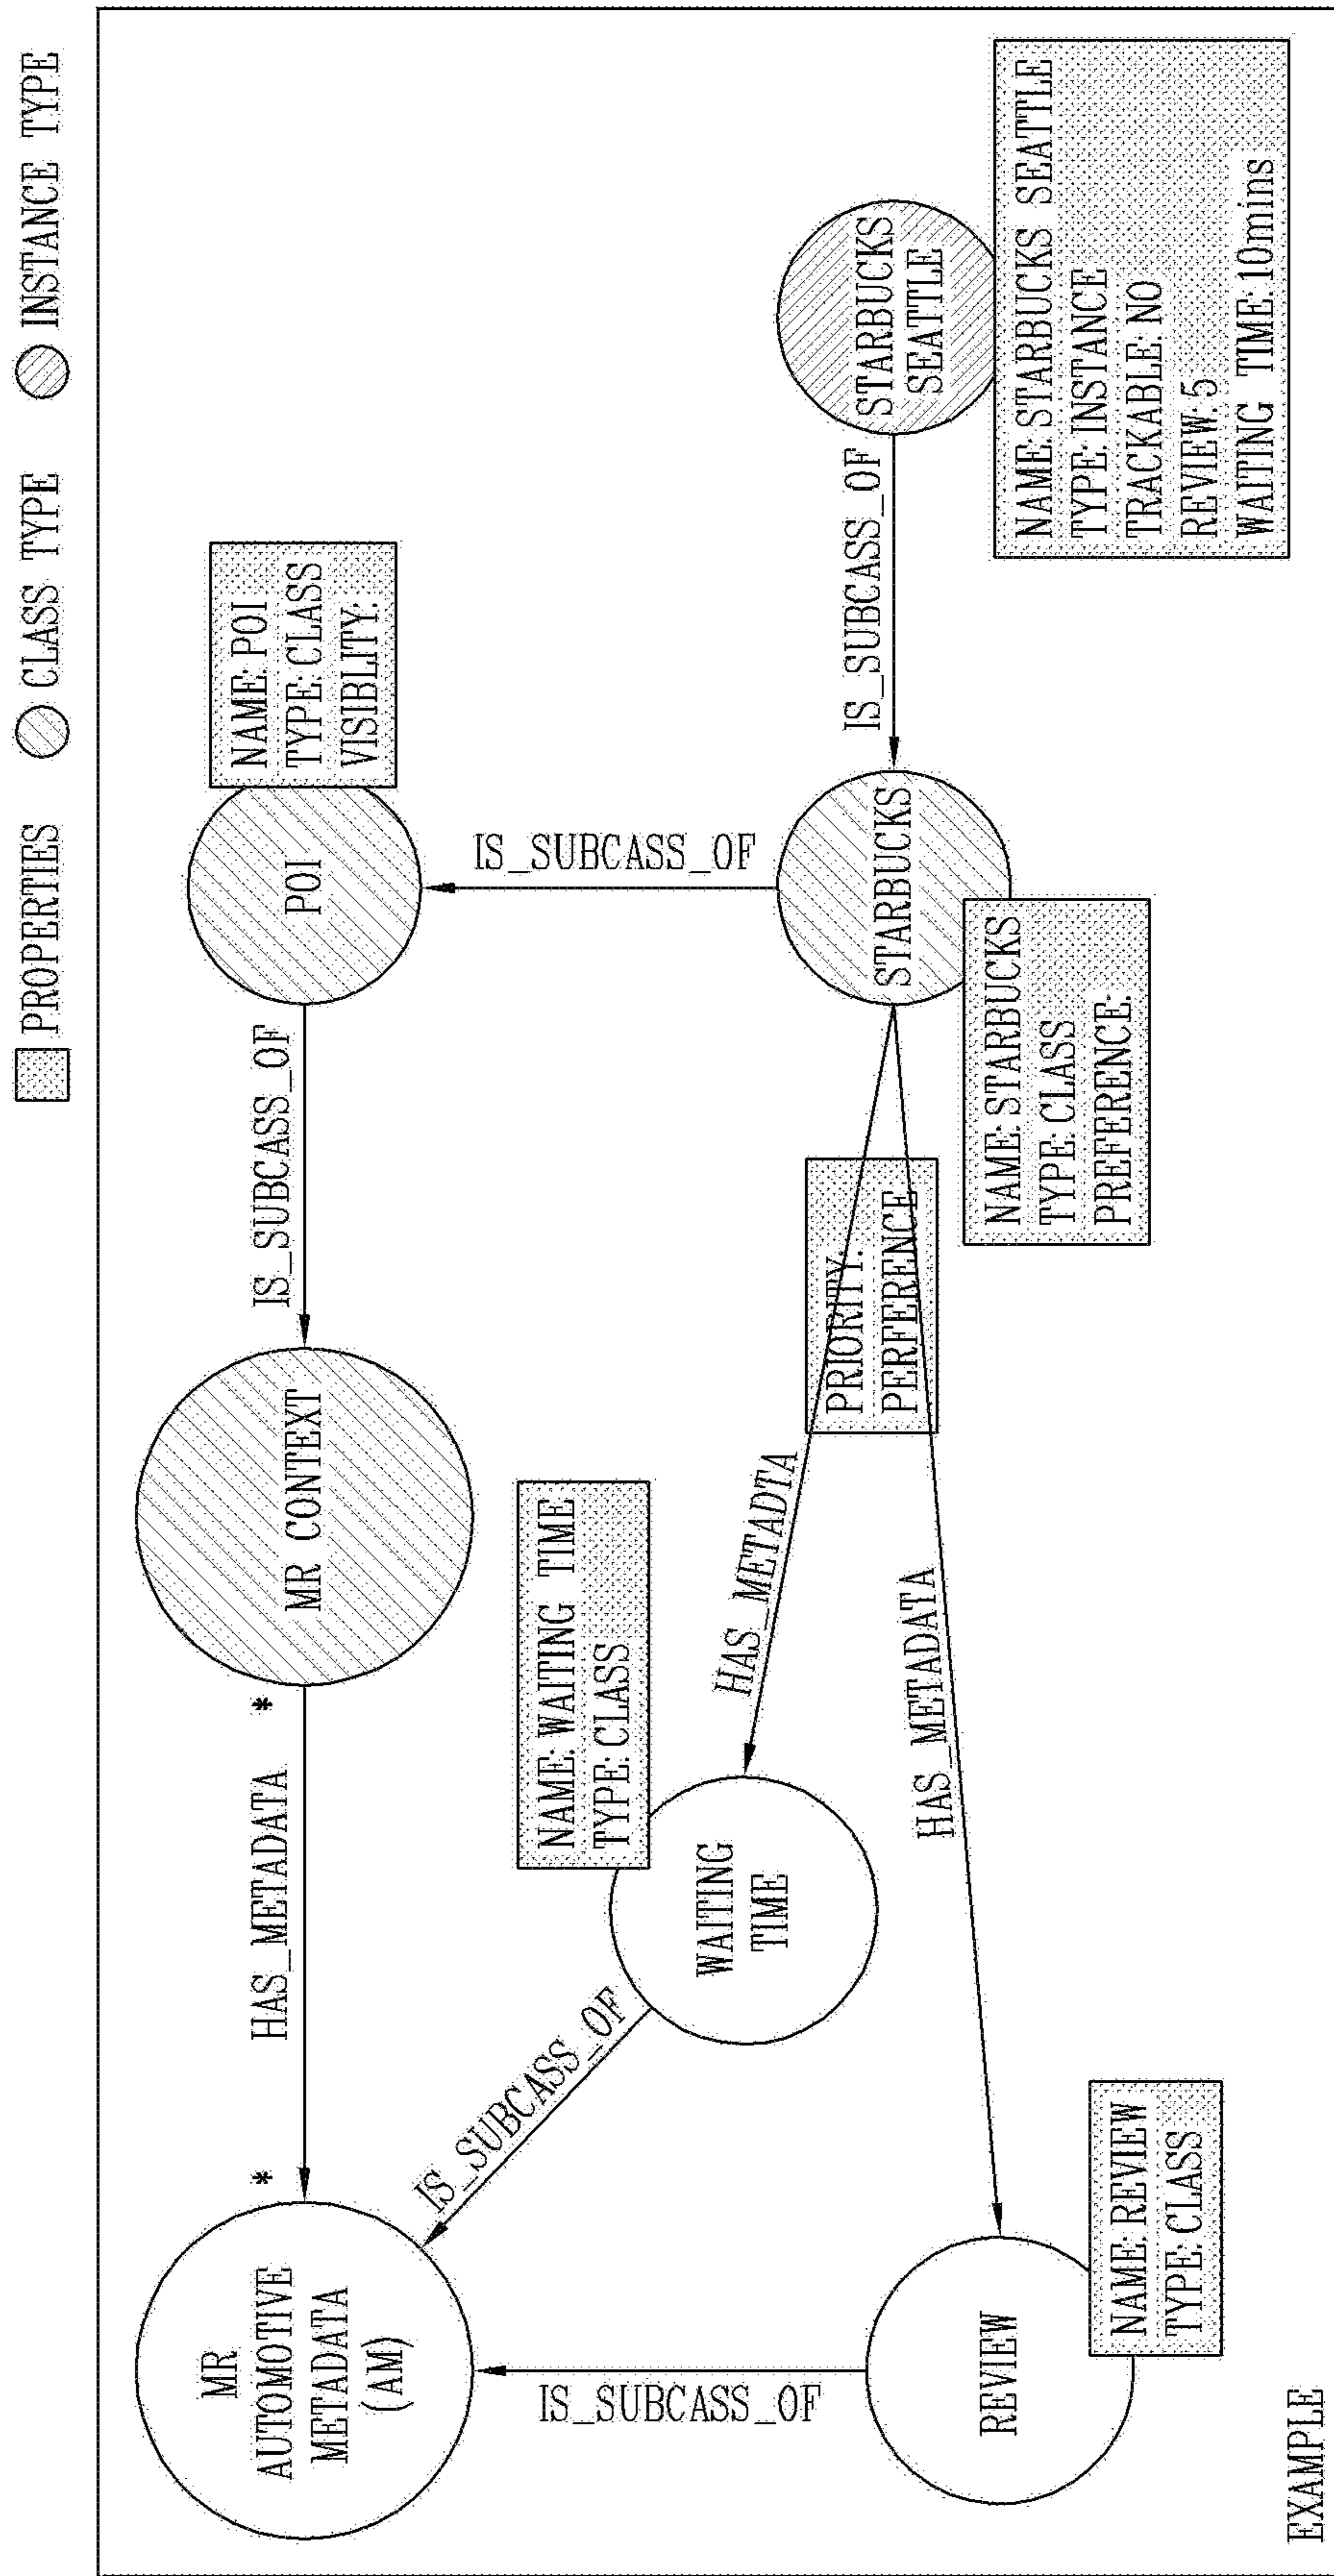 PROPERTIES
CLASS TYPE
INSTANCE TYPE
MR
AUTOMOTIVE
METADATA
(AM)
* HAS_METADATA *
MR CONTEXT
IS_SUBCASS_OF
POI
NAME: POI
TYPE: CLASS
VISIBLITY:
IS_SUBCASS_OF
NAME: WAITING TIME
TYPE: CLASS
WAITING
TIME
IS_SUBCASS_OF
HAS_METADTA
IS_SUBCASS_OF
PRIORITY:
PERFERENCE
STARBUCKS
IS_SUBCASS_OF
STARBUCKS
SEATTLE
REVIEW
HAS_METADATA
NAME: REVIEW
TYPE: CLASS
NAME: STARBUCKS
TYPE: CLASS
PREFERENCE:
NAME: STARBUCKS SEATTLE
TYPE: INSTANCE
TRACKABLE: NO
REVIEW: 5
WAITING TIME: 10mins
EXAMPLE